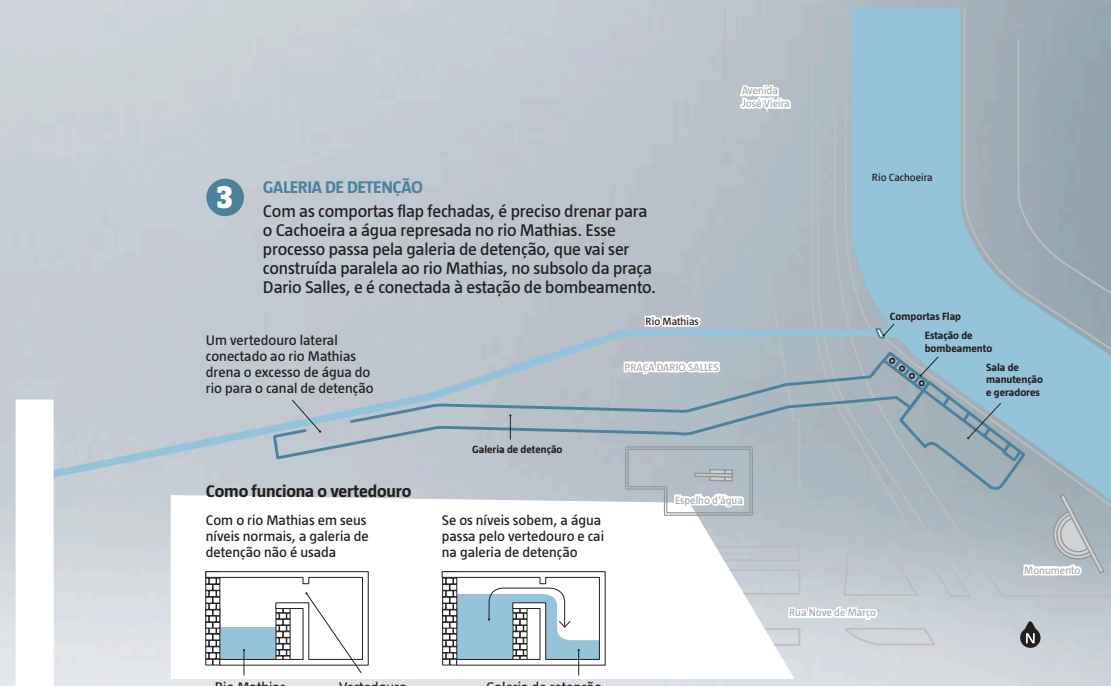 Avenida
José Vieira
Rio Cachoeira
3
GALERIA DE DETENÇÃO
Com as comportas flap fechadas, é preciso drenar para
o Cachoeira a água represada no rio Mathias. Esse
processo passa pela galeria de detenção, que vai ser
construída paralela ao rio Mathias, no subsolo da praça
Dario Salles, e é conectada à estação de bombeamento.
Rio Mathias
Comportas Flap
Estação de
bombeamento
Sala de
manutenção
e geradores
PRAÇA DARIO SALLES
Um vertedouro lateral
conectado ao rio Mathias
drena o excesso de água do
rio para o canal de detenção
Galeria de detenção
Espelho d'água
Monumento
Rua Nove de Março
N
Como funciona o vertedouro
Com o rio Mathias em seus
níveis normais, a galeria de
detenção não é usada
Se os níveis sobem, a água
passa pelo vertedouro e cai
na galeria de detenção
Rio Mathias
Vertedouro
Galeria de retenção